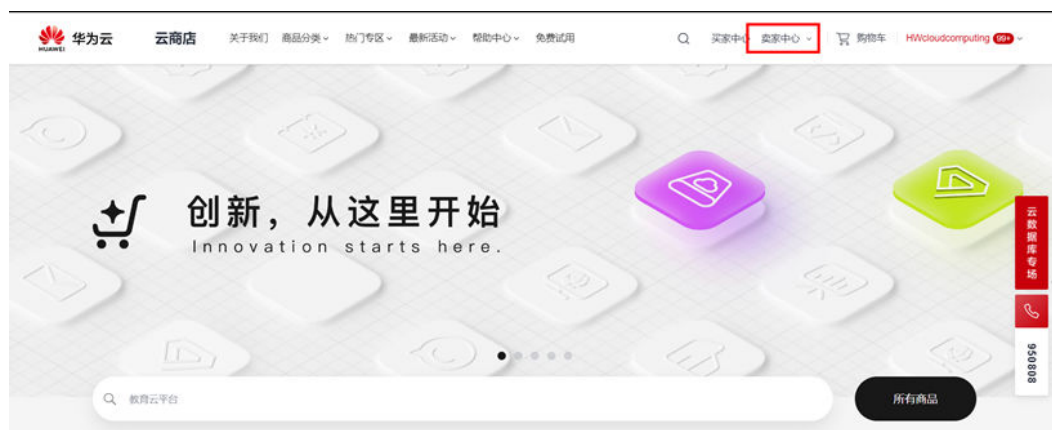 HUAWEI 华为云 云商店 关于我们 商品分类 热门专区 最新活动 帮助中心 免费试用 买家中心 卖家中心 购物车 HWcloudcomputing 99+
创新，从这里开始
Innovation starts here.
云数据库专场
950808
教育云平台 所有商品